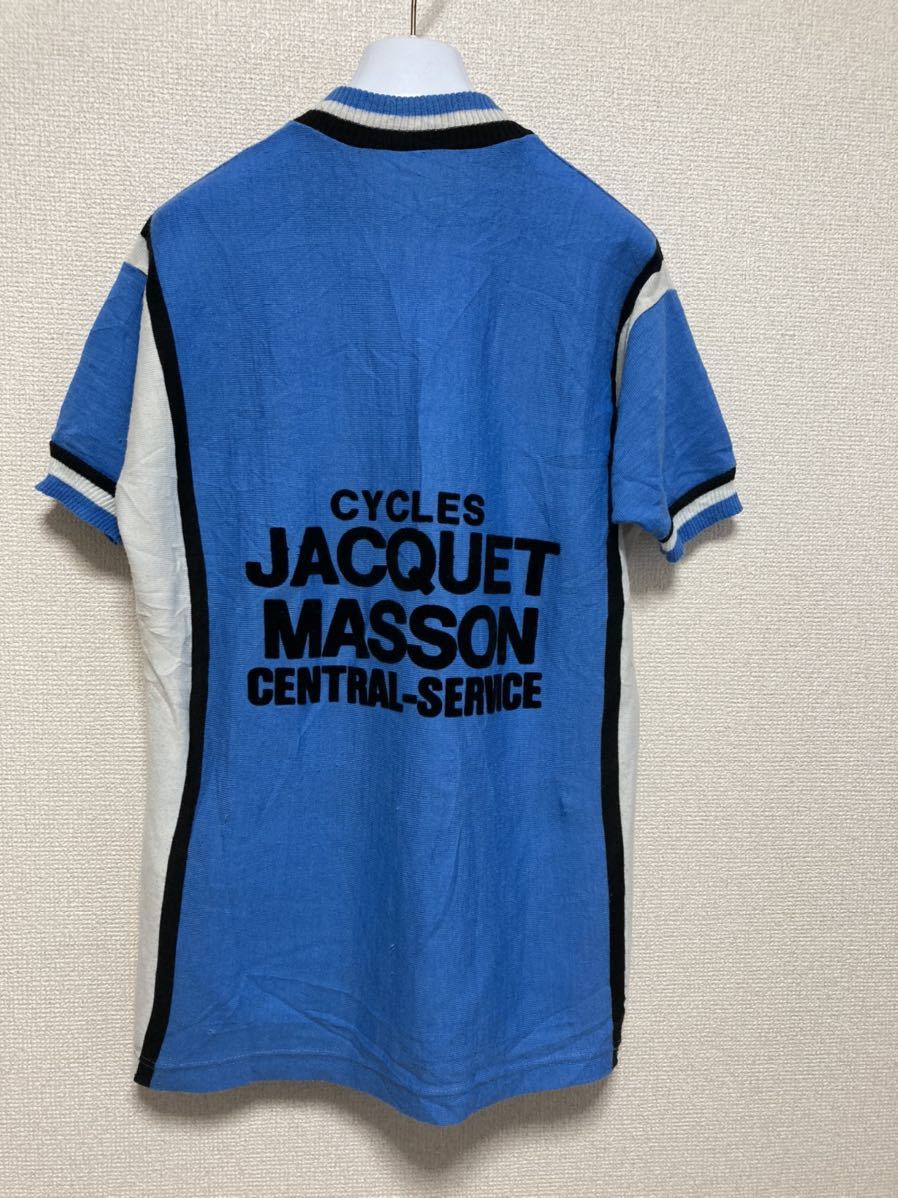 CYCLES
JACQUET
MASSON
CENTRAL-SERVICE